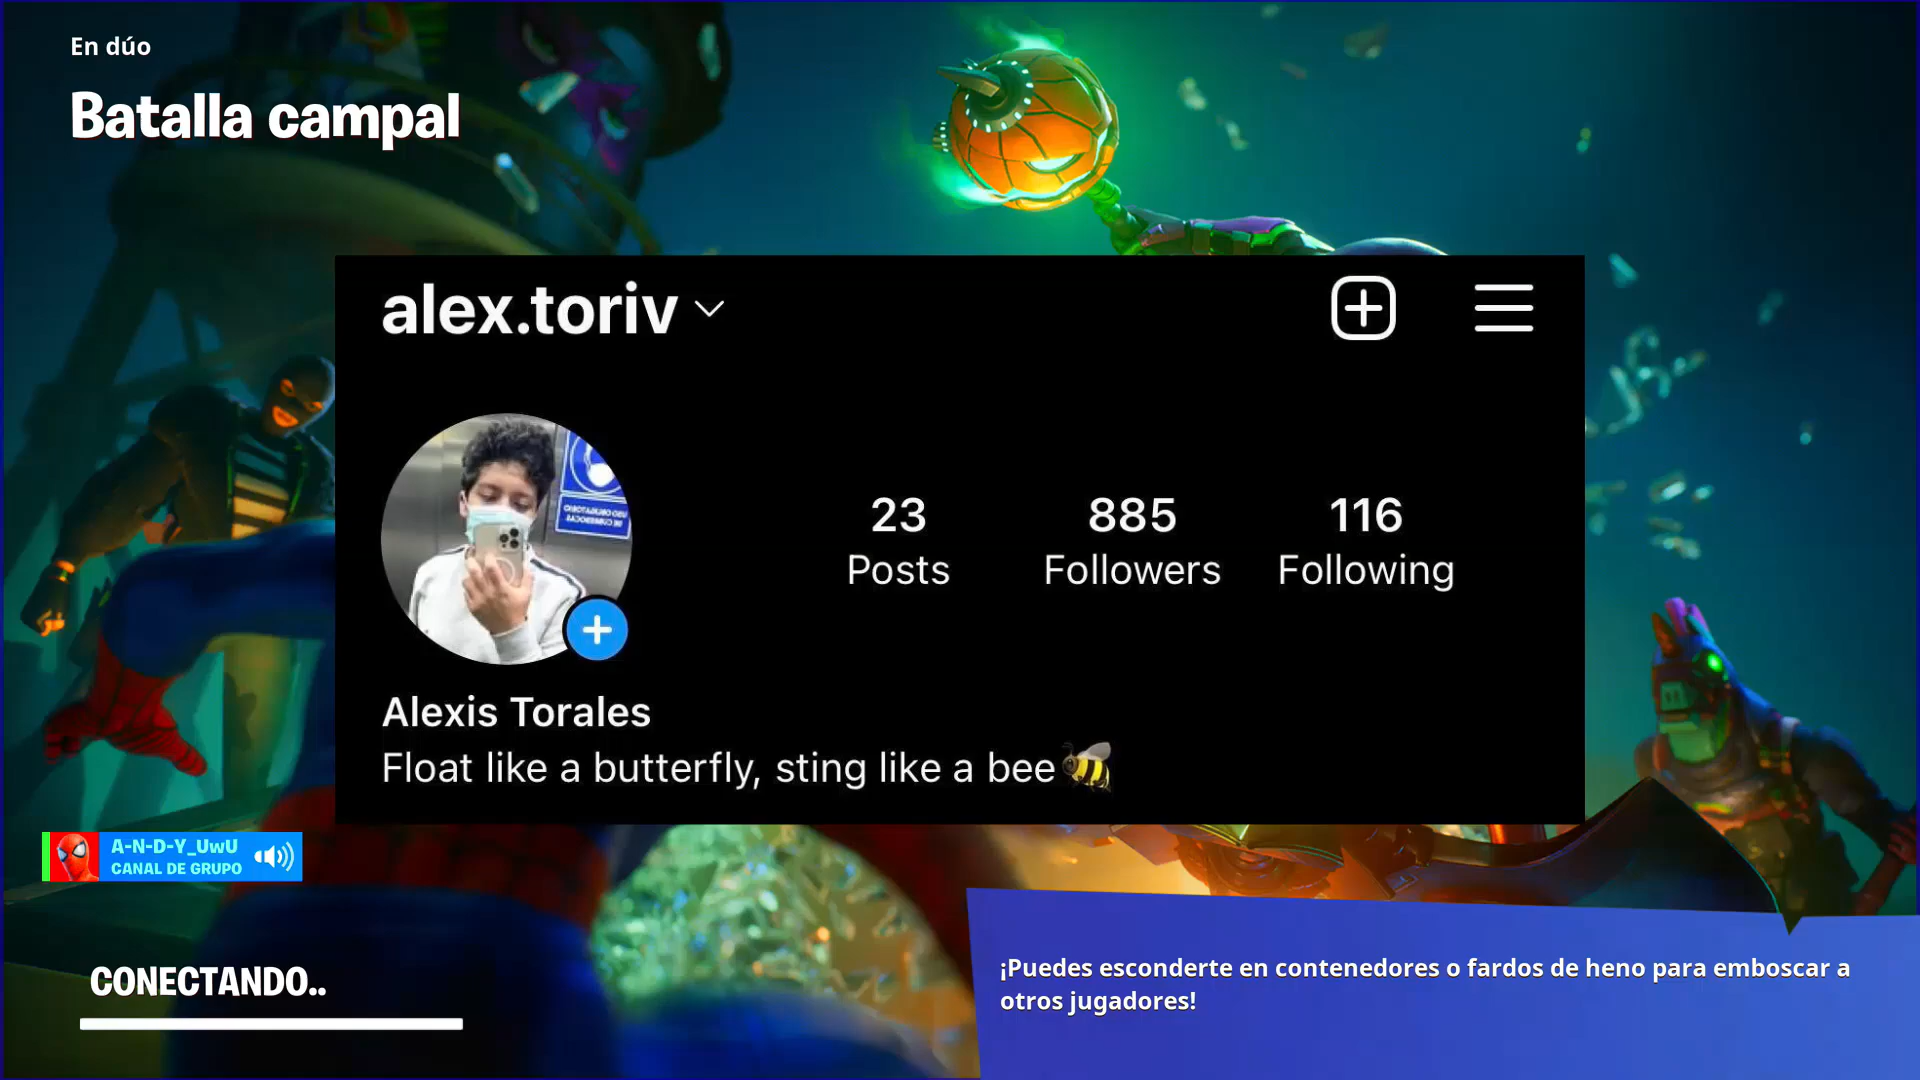 En dúo
Batalla campal
alex.toriv
23
Posts
885
Followers
116
Following
Alexis Torales
Float like a butterfly, sting like a bee🐝
A-N-D-Y_UwU
CANAL DE GRUPO
CONECTANDO..
¡Puedes esconderte en contenedores o fardos de heno para emboscar a
otros jugadores!